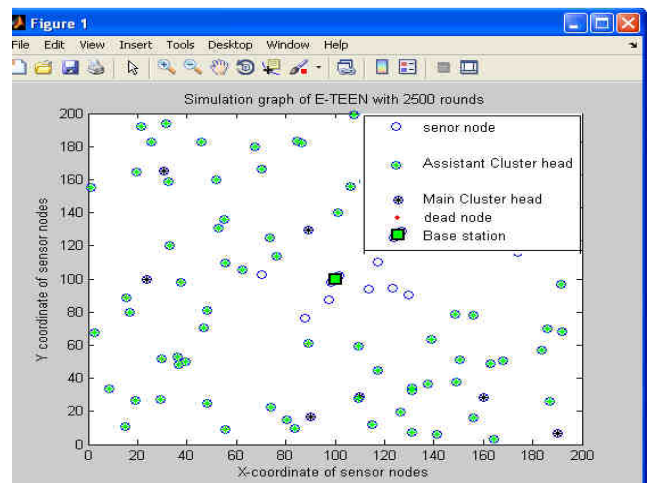 Figure 1
File Edit View Insert Tools Desktop Window Help
Simulation graph of E-TEEN with 2500 rounds
200
180
160
140
120
100
80
60
40
20
0
Y coordinate of sensor nodes
senor node
Assistant Cluster head
Main Cluster head
dead node
Base station
0 20 40 60 80 100 120 140 160 180 200
X-coordinate of sensor nodes